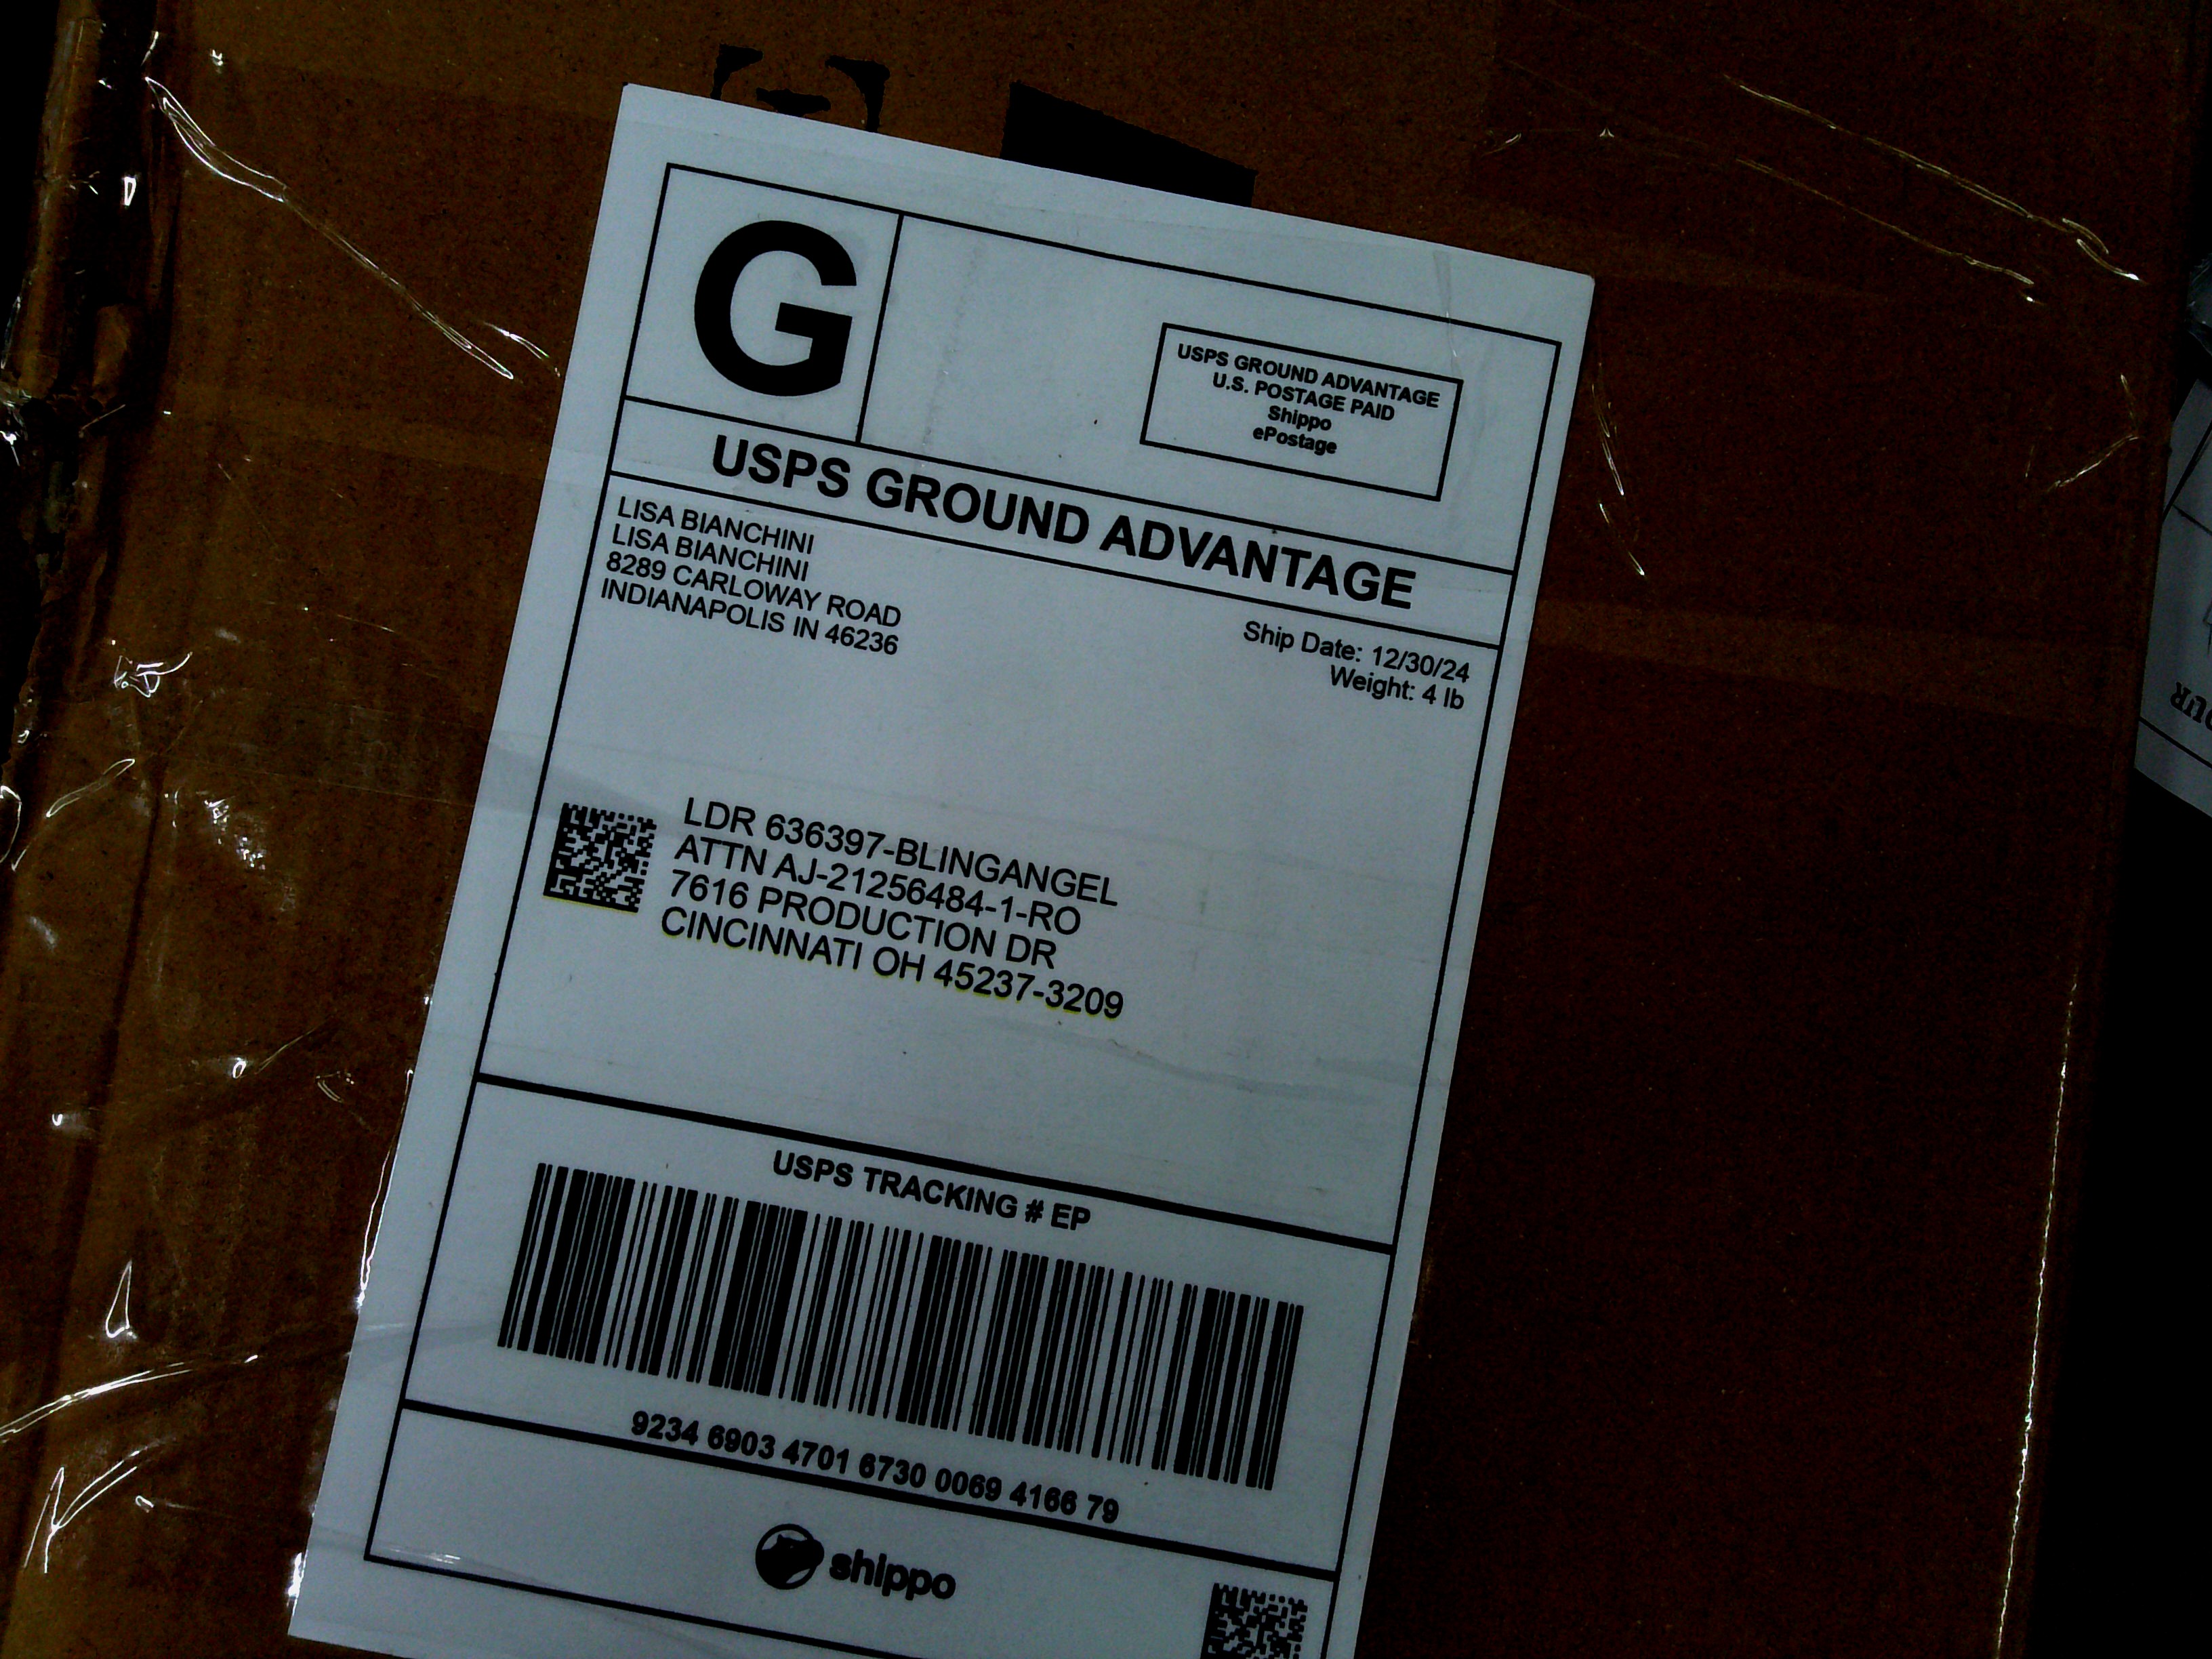 G
USPS GROUND ADVANTAGE
U.S. POSTAGE PAID
Shippo
ePostage
USPS GROUND ADVANTAGE
LISA BIANCHINI
LISA BIANCHINI
8289 CARLOWAY ROAD
INDIANAPOLIS IN 46236
Ship Date: 12/30/24
Weight: 4 lb
LDR 636397-BLINGANGEL
ATTN AJ-21256484-1-RO
7616 PRODUCTION DR
CINCINNATI OH 45237-3209
USPS TRACKING # EP
9234 6903 4701 6730 0069 4166 79
shippo